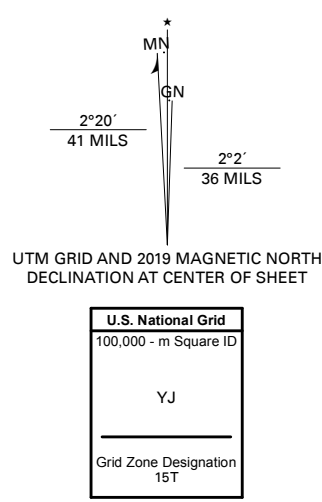 MN
GN
2°20´
41 MILS
2°2´
36 MILS
UTM GRID AND 2019 MAGNETIC NORTH
DECLINATION AT CENTER OF SHEET
U.S. National Grid
100,000 - m Square ID
YJ
Grid Zone Designation
15T